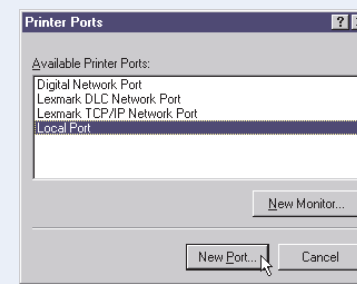 Printer Ports
Available Printer Ports:
Digital Network Port
Lexmark DLC Network Port
Lexmark TCP/IP Network Port
Local Port
New Monitor...
New Port...
Cancel